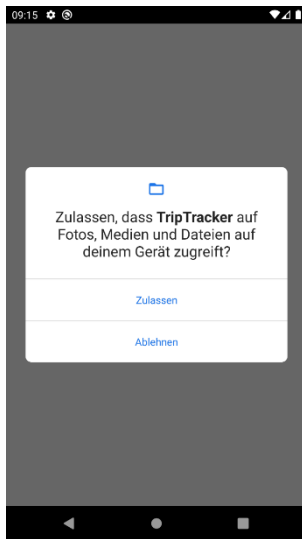 09:15
Zulassen, dass TripTracker auf
Fotos, Medien und Dateien auf
deinem Gerät zugreift?
Zulassen
Ablehnen